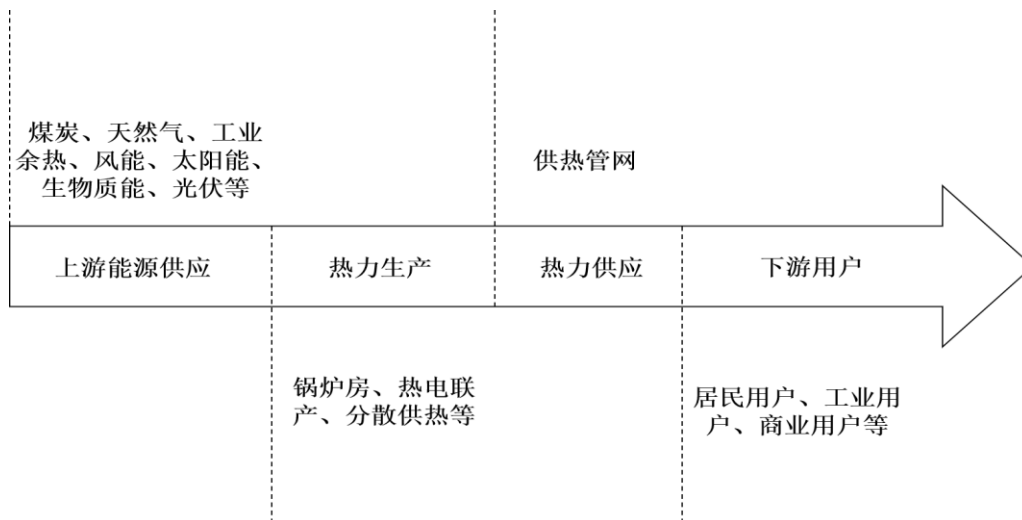 煤炭、天然气、工业
余热、风能、太阳能、
生物质能、光伏等
供热管网
上游能源供应
热力生产
热力供应
下游用户
锅炉房、热电联
产、分散供热等
居民用户、工业用
户、商业用户等